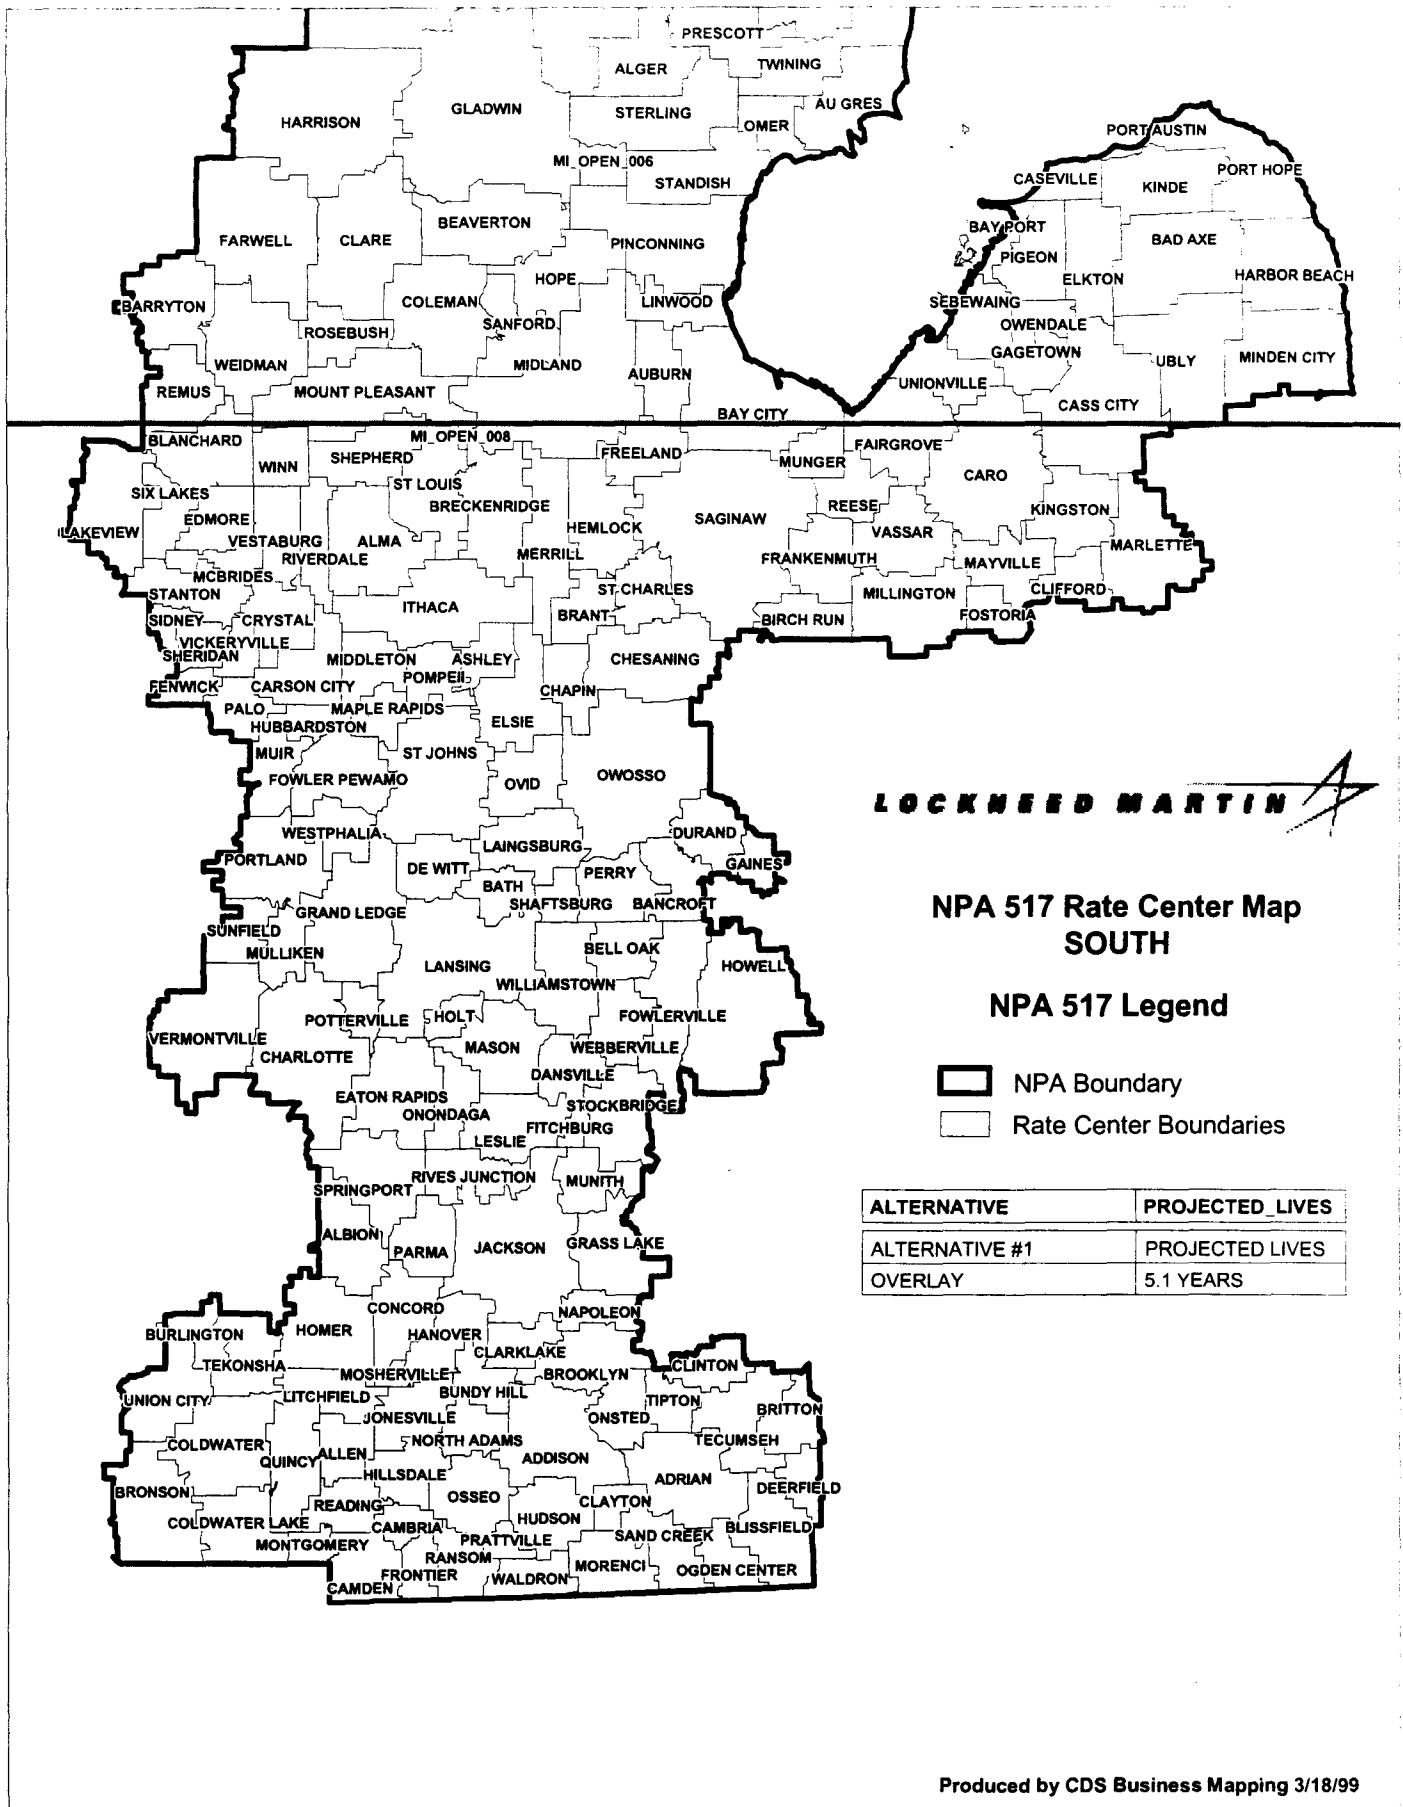 PRESCOTT
ALGER
TWINING
HARRISON
GLADWIN
STERLING
AU GRES
OMER
PORT AUSTIN
MI_OPEN_006
STANDISH
CASEVILLE
KINDE
PORT HOPE
FARWELL
CLARE
BEAVERTON
PINCONNING
BAY PORT
BAD AXE
PIGEON
HOPE
ELKTON
HARBOR BEACH
BARRYTON
COLEMAN
LINWOOD
SEBEWAING
ROSEBUSH
SANFORD
OWENDALE
WEIDMAN
MIDLAND
AUBURN
GAGETOWN
UBLY
MINDEN CITY
REMUS
MOUNT PLEASANT
UNIONVILLE
BAY CITY
CASS CITY
BLANCHARD
MI_OPEN_008
FREELAND
FAIRGROVE
WINN
SHEPHERD
MUNGER
CARO
SIX LAKES
ST LOUIS
BRECKENRIDGE
REESE
KINGSTON
LAKEVIEW
EDMORE
HEMLOCK
SAGINAW
VASSAR
VESTABURG
ALMA
MERRILL
FRANKENMUTH
MARLETTE
RIVERDALE
MAYVILLE
MCBRIDES
STANTON
ST CHARLES
MILLINGTON
CLIFFORD
ITHACA
BRANT
BIRCH RUN
FOSTORIA
SIDNEY
CRYSTAL
VICKERYVILLE
SHERIDAN
MIDDLETON
ASHLEY
CHESANING
POMPEII
FENWICK
CARSON CITY
CHAPIN
PALO
MAPLE RAPIDS
HUBBARDSTON
ELSIE
MUIR
ST JOHNS
FOWLER PEWAMO
OVID
OWOSSO
LOCKHEED MARTIN
WESTPHALIA
DURAND
LAINGSBURG
PORTLAND
DE WITT
GAINES
PERRY
BATH
SHAFTSBURG
BANCROFT
GRAND LEDGE
SUNFIELD
NPA 517 Rate Center Map
SOUTH
MULLIKEN
BELL OAK
LANSING
HOWELL
WILLIAMSTOWN
NPA 517 Legend
POTTERVILLE
HOLT
FOWLERVILLE
VERMONTVILLE
CHARLOTTE
MASON
WEBBERVILLE
DANSVILLE
NPA Boundary
EATON RAPIDS
ONONDAGA
STOCKBRIDGE
FITCHBURG
Rate Center Boundaries
LESLIE
SPRINGPORT
RIVES JUNCTION
MUNITH
ALTERNATIVE PROJECTED_LIVES
ALBION
PARMA
JACKSON
GRASS LAKE
ALTERNATIVE #1 PROJECTED LIVES
OVERLAY 5.1 YEARS
CONCORD
NAPOLEON
BURLINGTON
HOMER
HANOVER
CLARKLAKE
TEKONSHA
MOSHERVILLE
BROOKLYN
CLINTON
UNION CITY
LITCHFIELD
BUNDY HILL
TIPTON
BRITTON
JONESVILLE
ONSTED
COLDWATER
NORTH ADAMS
TECUMSEH
QUINCY
ALLEN
ADDISON
HILLSDALE
ADRIAN
BRONSON
OSSEO
DEERFIELD
READING
CLAYTON
COLDWATER LAKE
HUDSON
CAMBRIA
SAND CREEK
BLISSFIELD
MONTGOMERY
PRATTVILLE
RANSOM
MORENCI
OGDEN CENTER
FRONTIER
WALDRON
CAMDEN
Produced by CDS Business Mapping 3/18/99